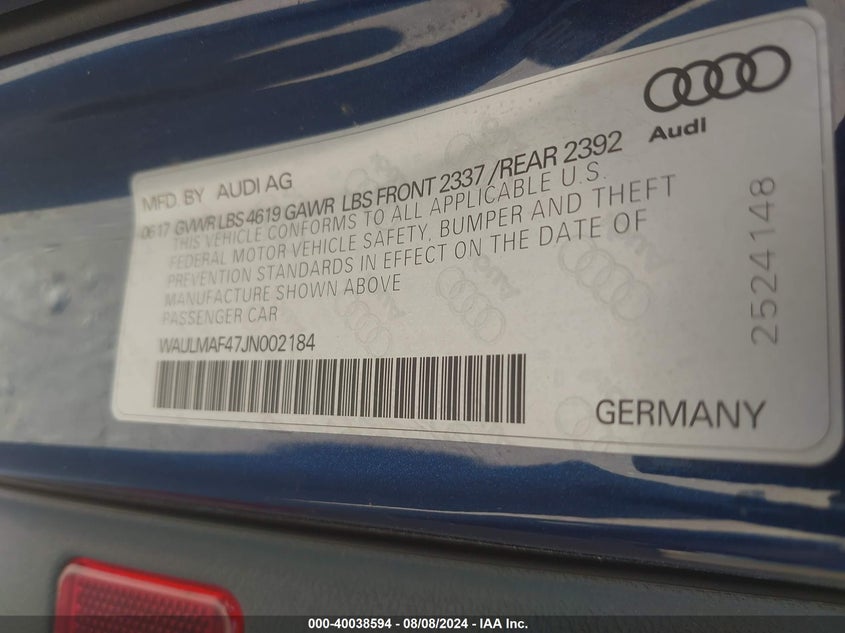 Audi
MFD. BY AUDI AG
0617 GVWR LBS 4619 GAWR LBS FRONT 2337 /REAR 2392
THIS VEHICLE CONFORMS TO ALL APPLICABLE U.S.
FEDERAL MOTOR VEHICLE SAFETY, BUMPER AND THEFT
PREVENTION STANDARDS IN EFFECT ON THE DATE OF
MANUFACTURE SHOWN ABOVE
PASSENGER CAR
WAULMAF47JN002184
GERMANY
2524148
000-40038594 - 08/08/2024 - IAA Inc.